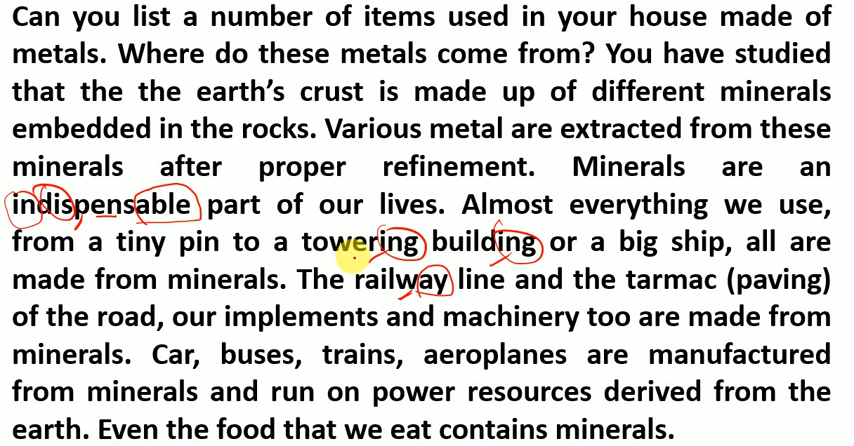 Can you list a number of items used in your house made of
metals. Where do these metals come from? You have studied
that the the earth's crust is made up of different minerals
embedded in the rocks. Various metal are extracted from these
minerals after proper refinement. Minerals are an
indispensable part of our lives. Almost everything we use,
from a tiny pin to a towering building or a big ship, all are
made from minerals. The railway line and the tarmac (paving)
of the road, our implements and machinery too are made from
minerals. Car, buses, trains, aeroplanes are manufactured
from minerals and run on power resources derived from the
earth. Even the food that we eat contains minerals.